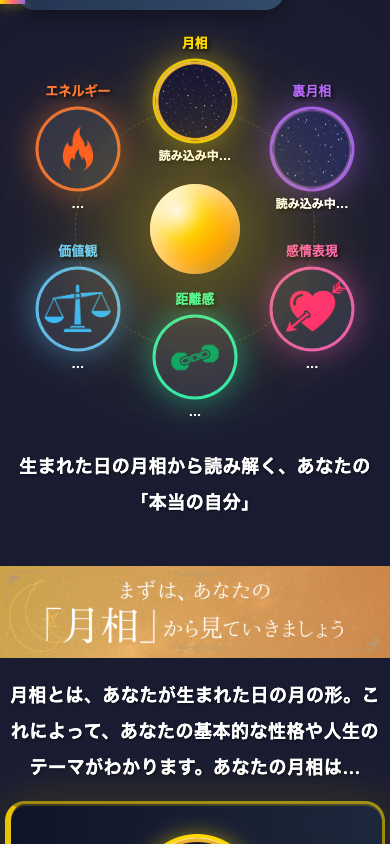 月相
エネルギー
裏月相
読み込み中...
...
読み込み中...
価値観
感情表現
距離感
...
...
...
生まれた日の月相から読み解く、あなたの
「本当の自分」
まずは、あなたの
「月相」から見ていきましょう
月相とは、あなたが生まれた日の月の形。こ
れによって、あなたの基本的な性格や人生の
テーマがわかります。あなたの月相は...